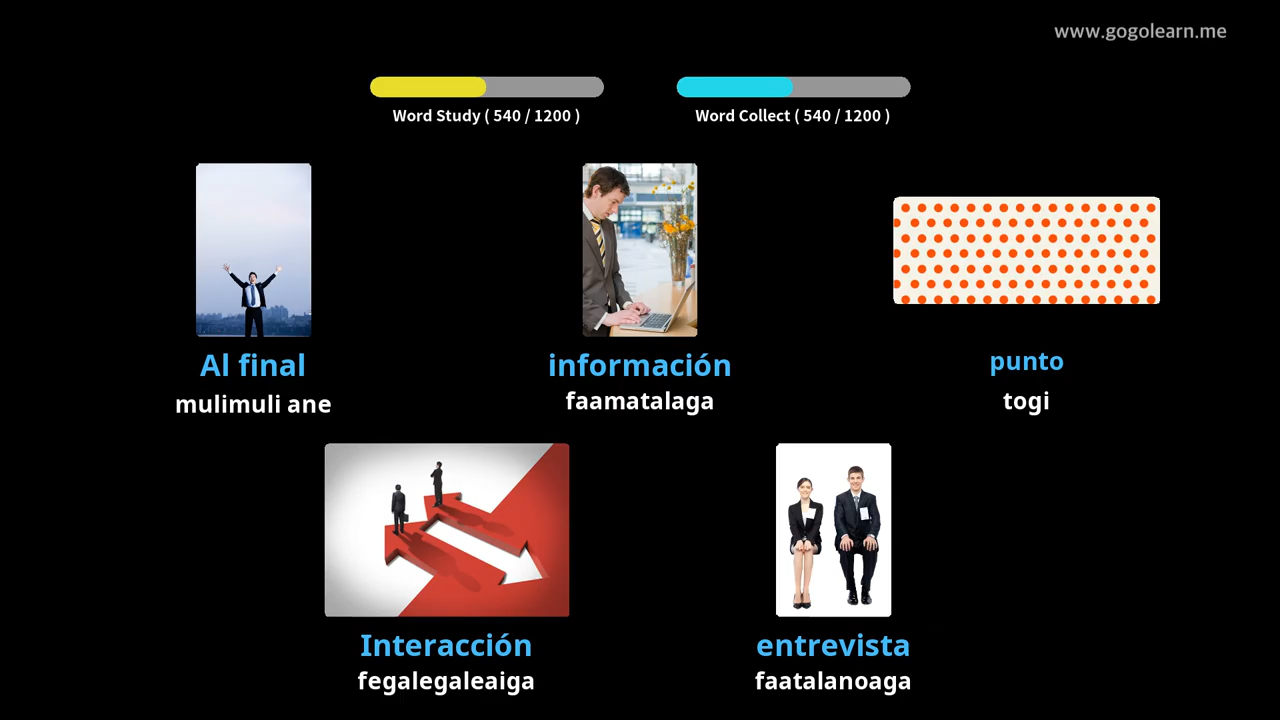 www.gogolearn.me
Word Study ( 540 / 1200 )
Word Collect ( 540 / 1200 )
Al final
mulimuli ane
información
faamatalaga
punto
togi
Interacción
fegalegaleaiga
entrevista
faatalanoaga